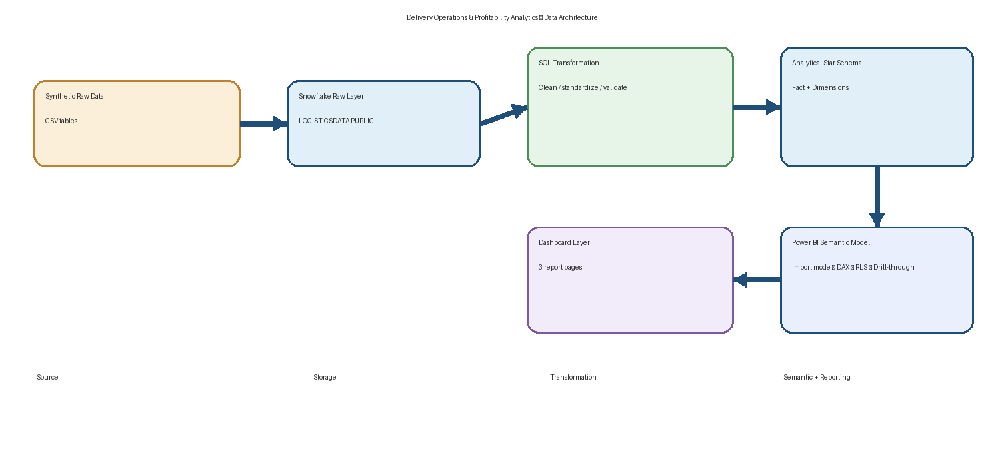 Delivery Operations & Profitability Analytics▯Data Architecture
Synthetic Raw Data
CSV tables
Snowflake Raw Layer
LOGISTICSDATA.PUBLIC
SQL Transformation
Clean / standardize / validate
Analytical Star Schema
Fact + Dimensions
Dashboard Layer
3 report pages
Power BI Semantic Model
Import mode ▯ DAX ▯ RLS ▯ Drill-through
Source
Storage
Transformation
Semantic + Reporting